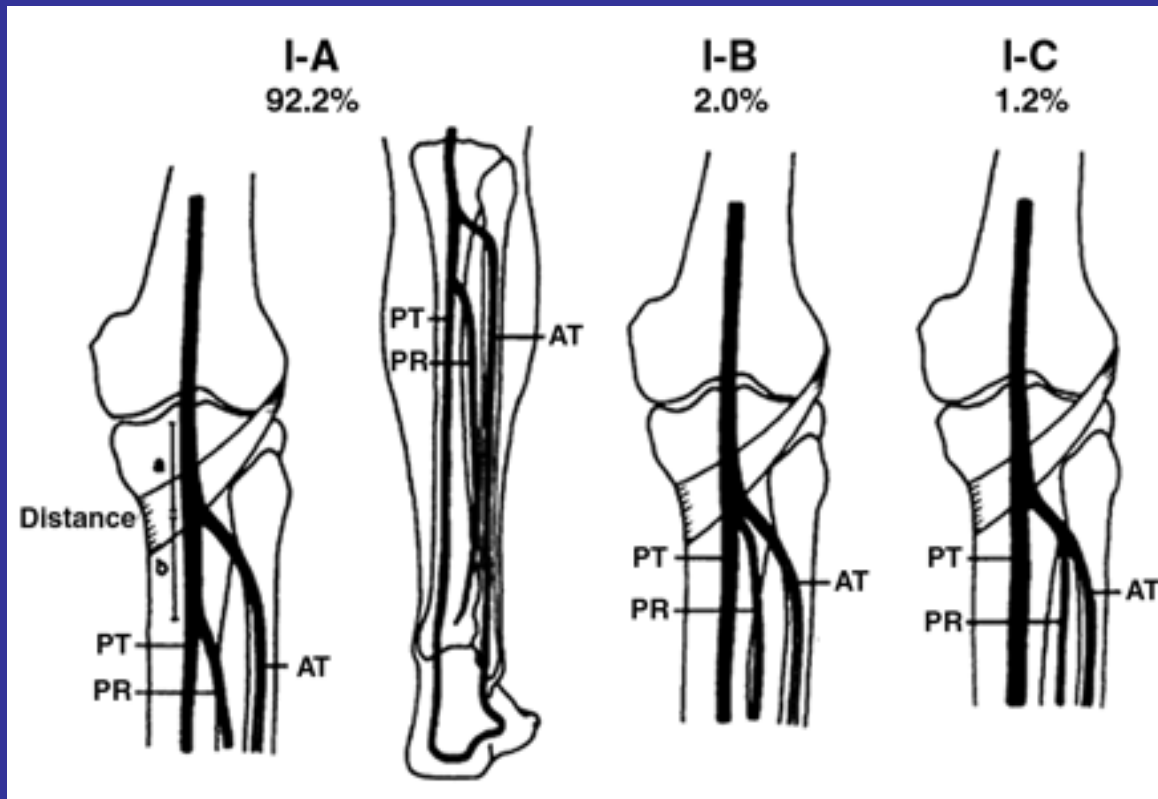 I-A
92.2%
I-B
2.0%
I-C
1.2%
a
Distance
b
PT
PR
AT
PT
PR
AT
PT
PR
AT
PT
PR
AT